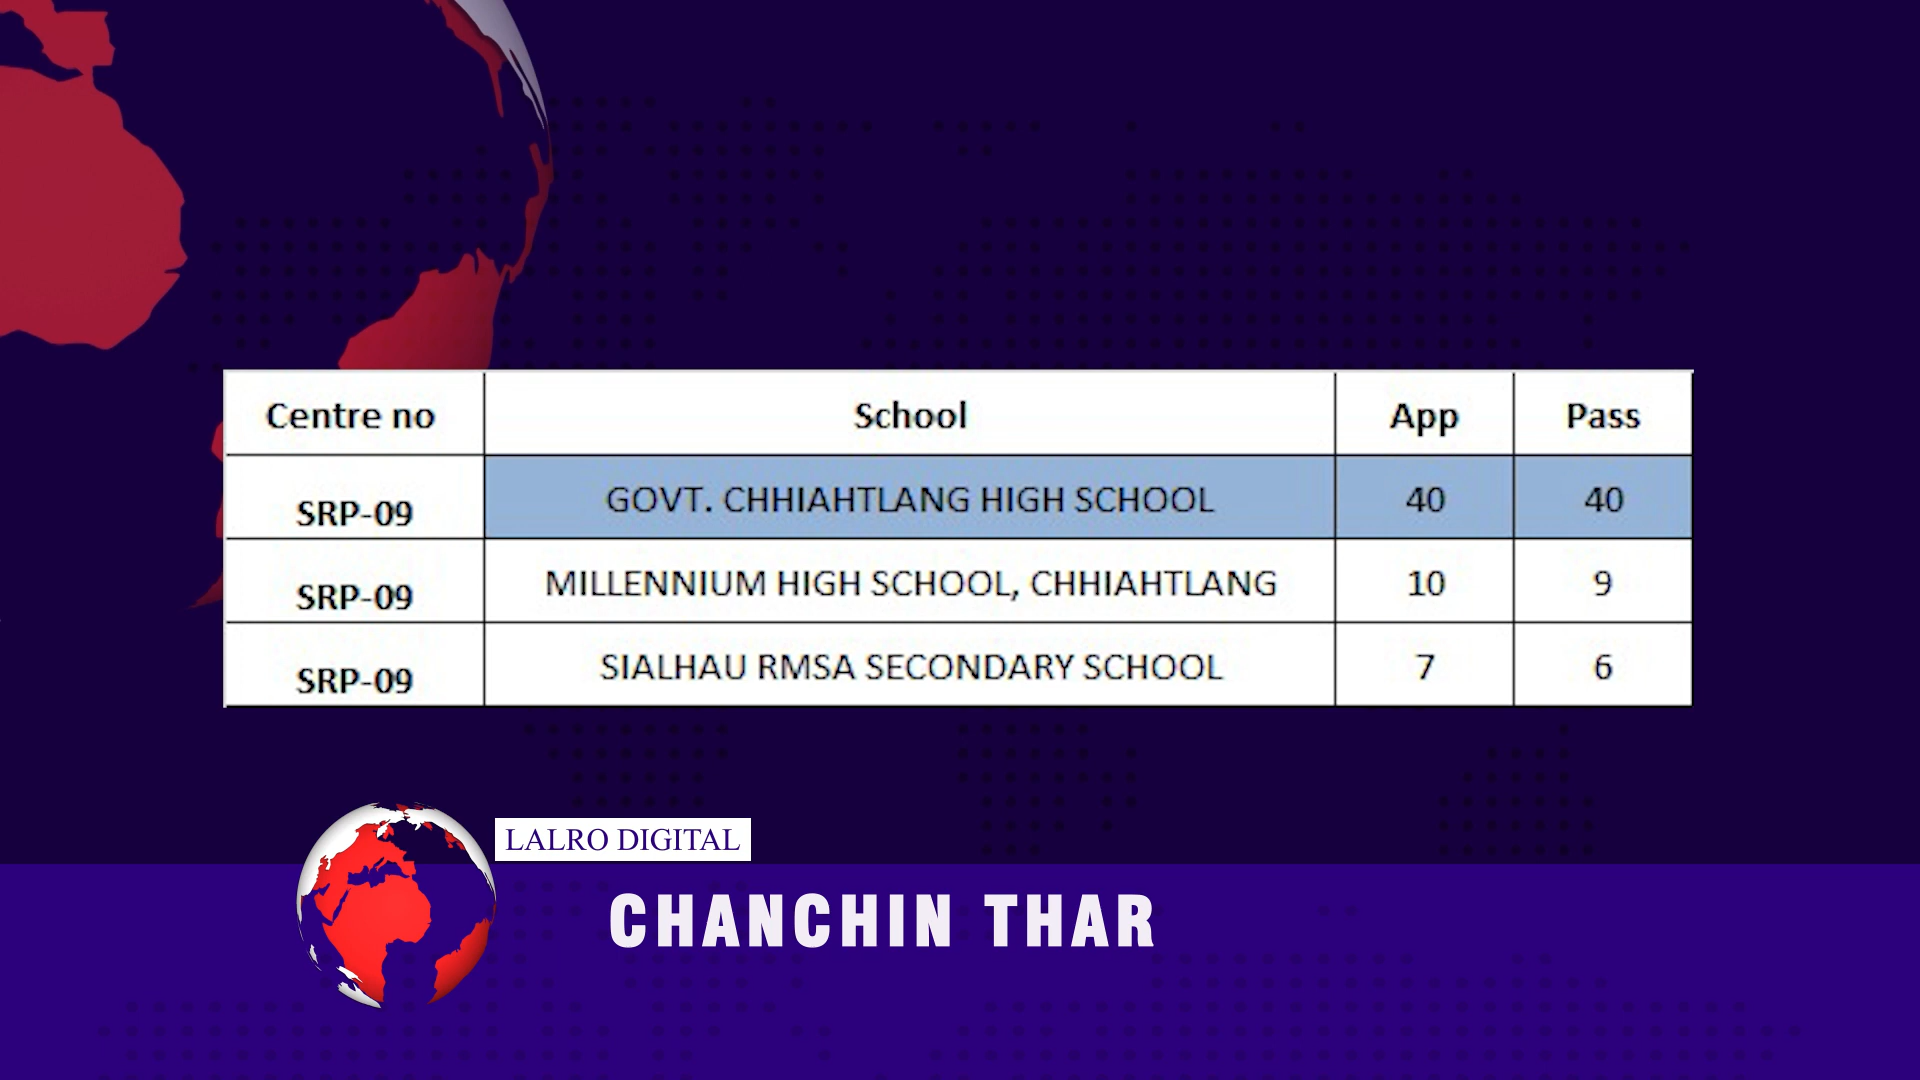 Centre no School App Pass
SRP-09 GOVT. CHHIAHTLANG HIGH SCHOOL 40 40
SRP-09 MILLENNIUM HIGH SCHOOL, CHHIAHTLANG 10 9
SRP-09 SIALHAU RMSA SECONDARY SCHOOL 7 6
LALRO DIGITAL
CHANCHIN THAR